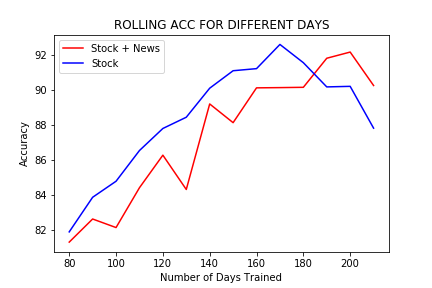 ROLLING ACC FOR DIFFERENT DAYS
Stock + News
Stock
Accuracy
92
90
88
86
84
82
80 100 120 140 160 180 200
Number of Days Trained